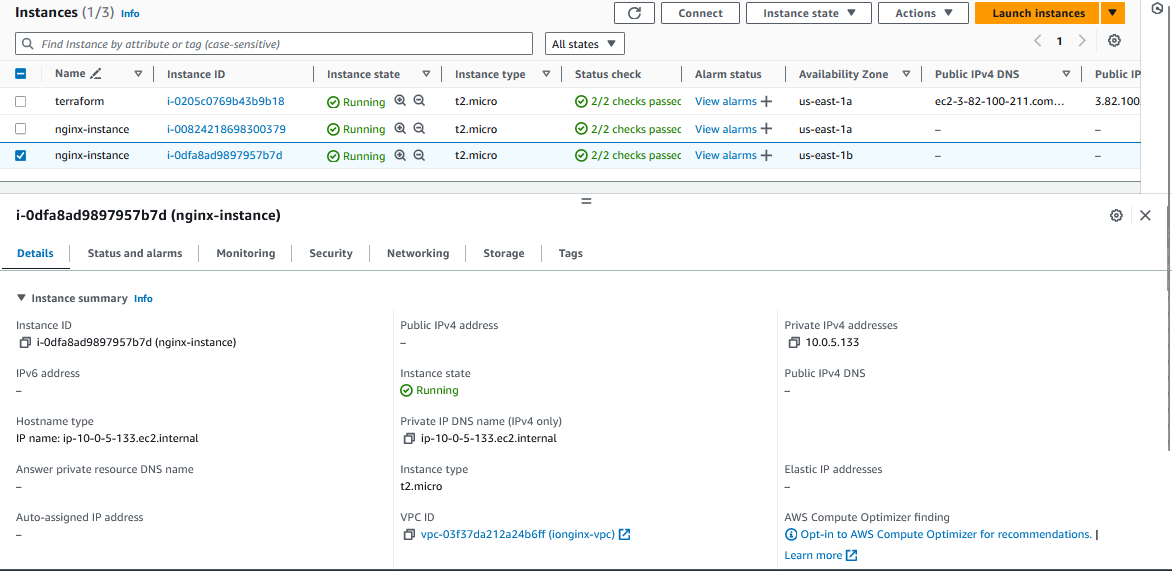 Instances (1/3) Info
Connect Instance state Actions Launch instances
Find Instance by attribute or tag (case-sensitive) All states 1
Name Instance ID Instance state Instance type Status check Alarm status Availability Zone Public IPv4 DNS Public IP
terraform i-0205c0769b43b9b18 Running t2.micro 2/2 checks passed View alarms + us-east-1a ec2-3-82-100-211.com... 3.82.100
nginx-instance i-00824218698300379 Running t2.micro 2/2 checks passed View alarms + us-east-1a – –
nginx-instance i-0dfa8ad9897957b7d Running t2.micro 2/2 checks passed View alarms + us-east-1b – –
i-0dfa8ad9897957b7d (nginx-instance)
Details Status and alarms Monitoring Security Networking Storage Tags
Instance summary Info
Instance ID Public IPv4 address Private IPv4 addresses
i-0dfa8ad9897957b7d (nginx-instance) – 10.0.5.133
IPv6 address Instance state Public IPv4 DNS
– Running –
Hostname type Private IP DNS name (IPv4 only)
IP name: ip-10-0-5-133.ec2.internal ip-10-0-5-133.ec2.internal
Answer private resource DNS name Instance type Elastic IP addresses
– t2.micro –
Auto-assigned IP address VPC ID AWS Compute Optimizer finding
– vpc-03f37da212a24b6ff (ionginx-vpc) Opt-in to AWS Compute Optimizer for recommendations. |
Learn more